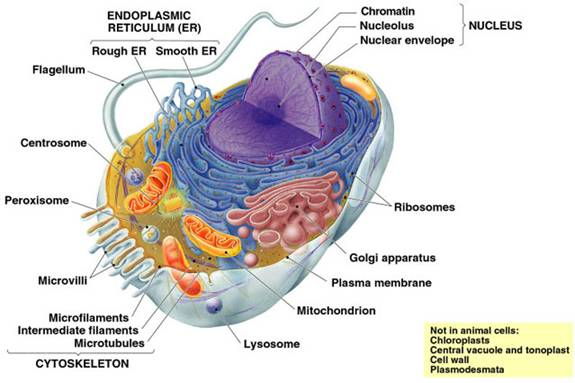 ENDOPLASMIC
RETICULUM (ER)
Rough ER Smooth ER
Flagellum
Chromatin
Nucleolus
Nuclear envelope
NUCLEUS
Centrosome
Peroxisome
Microvilli
Ribosomes
Golgi apparatus
Plasma membrane
Mitochondrion
Lysosome
Microfilaments
Intermediate filaments
Microtubules
CYTOSKELETON
Not in animal cells:
Chloroplasts
Central vacuole and tonoplast
Cell wall
Plasmodesmata